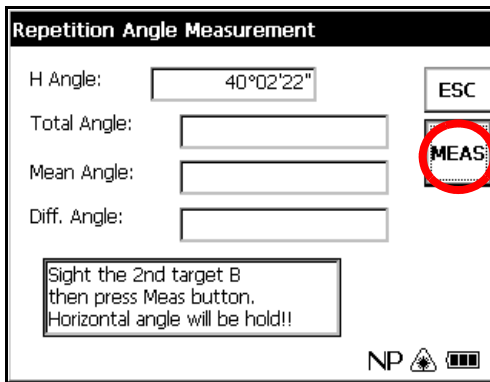 Repetition Angle Measurement
H Angle: 40°02'22"
ESC
Total Angle:
MEAS
Mean Angle:
Diff. Angle:
Sight the 2nd target B
then press Meas button.
Horizontal angle will be hold!!
NP